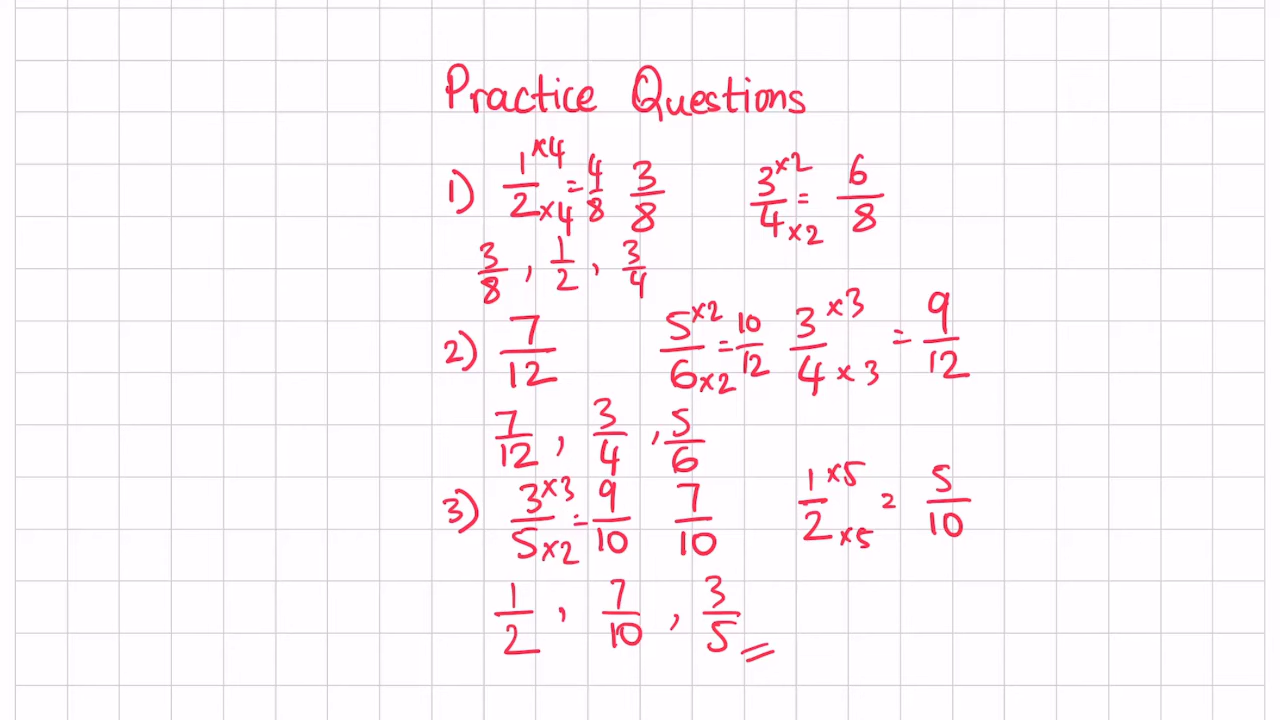 Practice Questions
1) 1/2 ×4/×4 = 4/8 3/8 3/4 ×2/×2 = 6/8
3/8 , 1/2 , 3/4
2) 7/12 5/6 ×2/×2 = 10/12 3/4 ×3/×3 = 9/12
7/12 , 3/4 , 5/6
3) 3/5 ×3/×2 = 9/10 7/10 1/2 ×5/×5 = 5/10
1/2 , 7/10 , 3/5